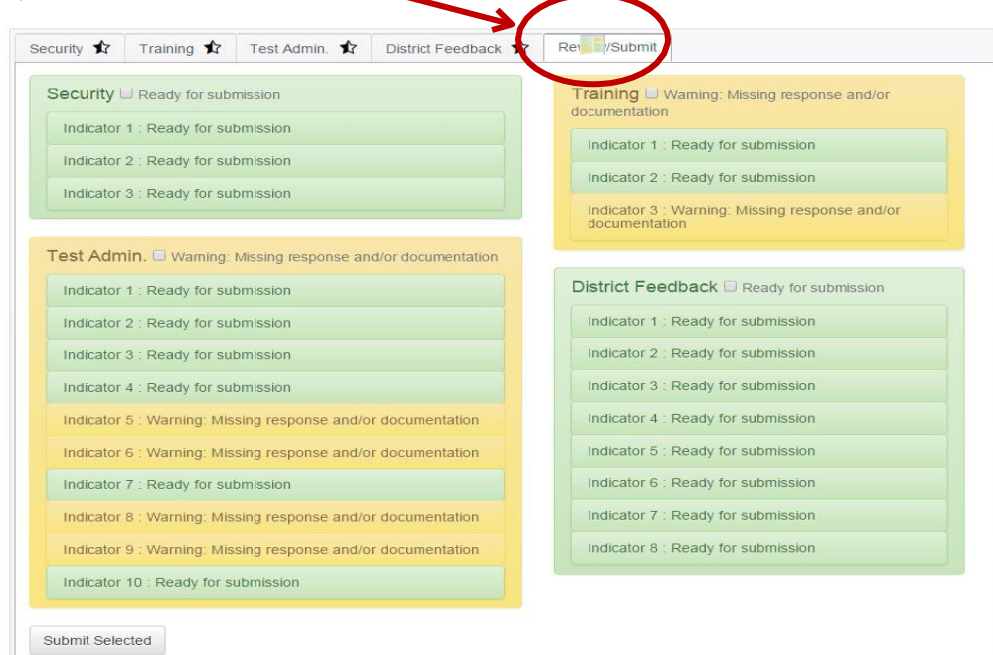 Security Training Test Admin. District Feedback /Submit
Security Ready for submission
Indicator 1 : Ready for submission
Indicator 2 : Ready for submission
Indicator 3 : Ready for submission
Test Admin. Warning: Missing response and/or documentation
Indicator 1 : Ready for submission
Indicator 2 : Ready for submission
Indicator 3 : Ready for submission
Indicator 4 : Ready for submission
Indicator 5 : Warning: Missing response and/or documentation
Indicator 6 : Warning: Missing response and/or documentation
Indicator 7 : Ready for submission
Indicator 8 : Warning: Missing response and/or documentation
Indicator 9 : Warning: Missing response and/or documentation
Indicator 10 : Ready for submission
Submit Selected
Training Warning: Missing response and/or
documentation
Indicator 1 : Ready for submission
Indicator 2 : Ready for submission
Indicator 3 : Warning: Missing response and/or
documentation
District Feedback Ready for submission
Indicator 1 : Ready for submission
Indicator 2 : Ready for submission
Indicator 3 : Ready for submission
Indicator 4 : Ready for submission
Indicator 5 : Ready for submission
Indicator 6 : Ready for submission
Indicator 7 : Ready for submission
Indicator 8 : Ready for submission